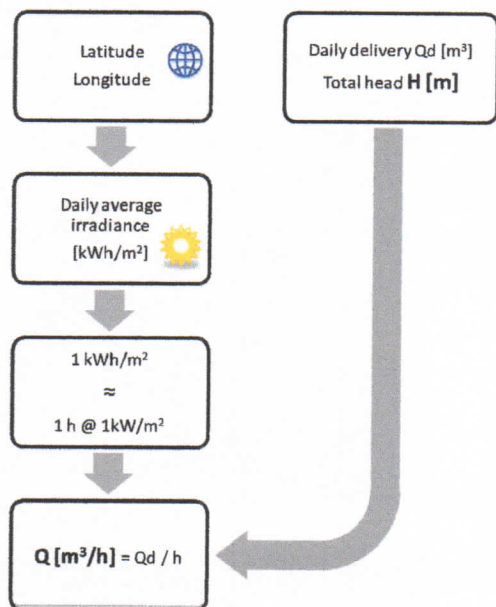 Latitude
Longitude
Daily delivery Qd [m³]
Total head H [m]
Daily average
irradiance
[kWh/m²]
1 kWh/m²
≈
1 h @ 1kW/m²
Q [m³/h] = Qd / h